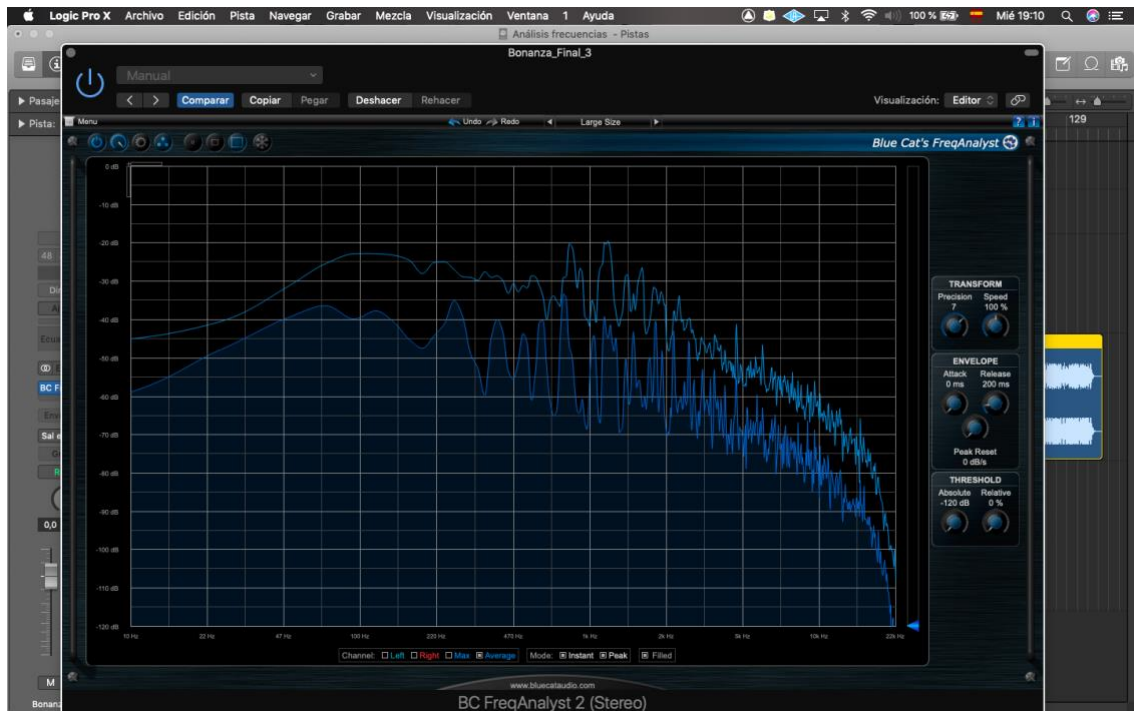 Logic Pro X Archivo Edición Pista Navegar Grabar Mezcla Visualización Ventana 1 Ayuda 100 % Mié 19:10
Análisis frecuencias - Pistas
Bonanza_Final_3
Manual
Comparar Copiar Pegar Deshacer Rehacer Visualización: Editor
Pasaje
Pista:
129
Menu Undo Redo Large Size ? i
Blue Cat's FreqAnalyst
0 dB
-10 dB
-20 dB
-30 dB
-40 dB
-50 dB
-60 dB
-70 dB
-80 dB
-90 dB
-100 dB
-110 dB
-120 dB
10 Hz 22 Hz 47 Hz 100 Hz 220 Hz 470 Hz 1k Hz 2k Hz 5k Hz 10k Hz 22k Hz
TRANSFORM
Precision Speed
7 100 %
ENVELOPE
Attack Release
0 ms 200 ms
Peak Reset
0 dB/s
THRESHOLD
Absolute Relative
-120 dB 0 %
Channel: Left Right Max Average Mode: Instant Peak Filled
www.bluecataudio.com
BC FreqAnalyst 2 (Stereo)
48
Ecua
BC F
Sal e
0,0
M
Bonanz